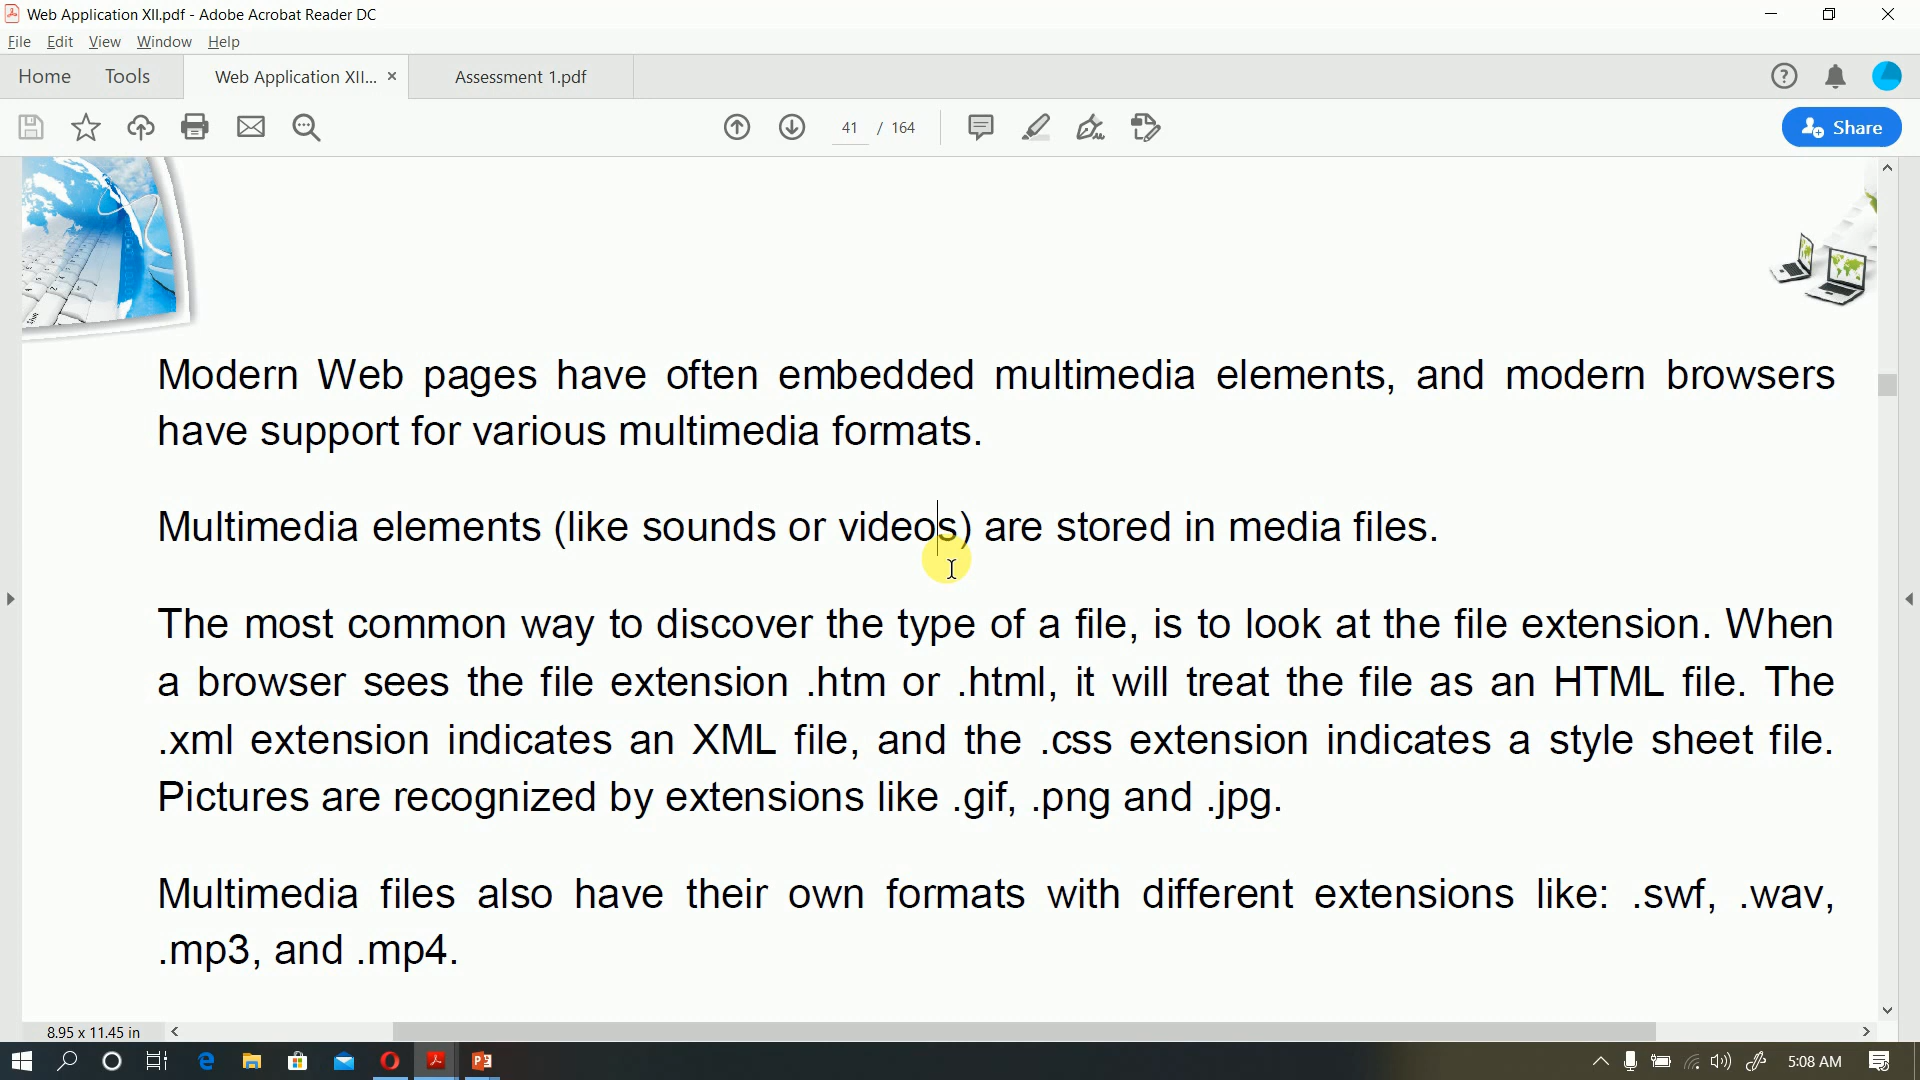 Web Application XII.pdf - Adobe Acrobat Reader DC
File Edit View Window Help
Home Tools Web Application XII... × Assessment 1.pdf
41 / 164 Share
Modern Web pages have often embedded multimedia elements, and modern browsers
have support for various multimedia formats.
Multimedia elements (like sounds or videos) are stored in media files.
The most common way to discover the type of a file, is to look at the file extension. When
a browser sees the file extension .htm or .html, it will treat the file as an HTML file. The
.xml extension indicates an XML file, and the .css extension indicates a style sheet file.
Pictures are recognized by extensions like .gif, .png and .jpg.
Multimedia files also have their own formats with different extensions like: .swf, .wav,
.mp3, and .mp4.
8.95 x 11.45 in
5:08 AM